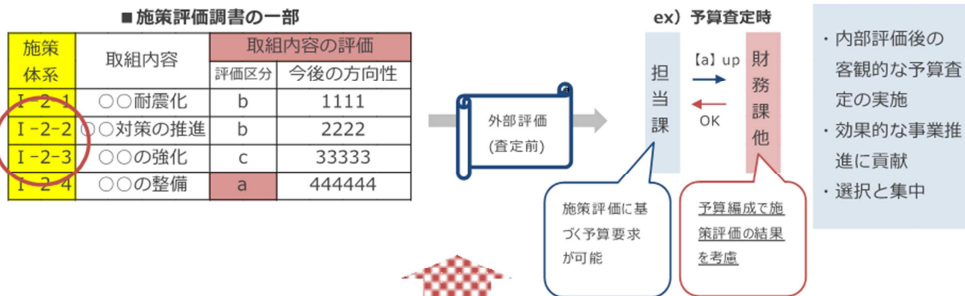 ■施策評価調書の一部
施策
体系
取組内容
取組内容の評価
評価区分
今後の方向性
Ⅰ-2-1
○○耐震化
b
1111
Ⅰ-2-2
○○対策の推進
b
2222
Ⅰ-2-3
○○の強化
c
33333
Ⅰ-2-4
○○の整備
a
444444
外部評価
(査定前)
ex）予算査定時
担当課
【a】up
OK
財務課他
施策評価に基
づく予算要求
が可能
予算編成で施
策評価の結果
を考慮
・内部評価後の
客観的な予算査
定の実施
・効果的な事業推
進に貢献
・選択と集中